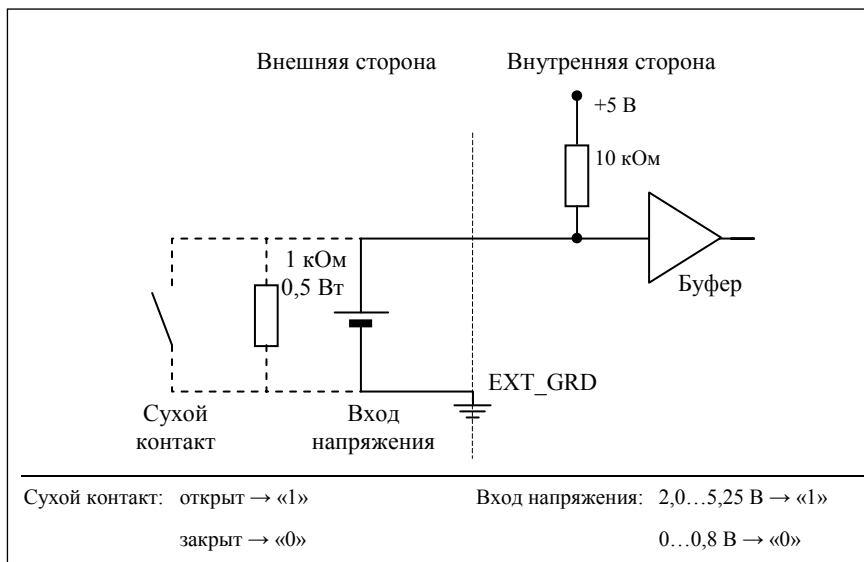 Внешняя сторона
Внутренняя сторона
+5 В
10 кОм
1 кОм
0,5 Вт
Буфер
EXT_GRD
Сухой
контакт
Вход
напряжения
Сухой контакт: открыт → «1»
Вход напряжения: 2,0…5,25 В → «1»
закрыт → «0»
0…0,8 В → «0»